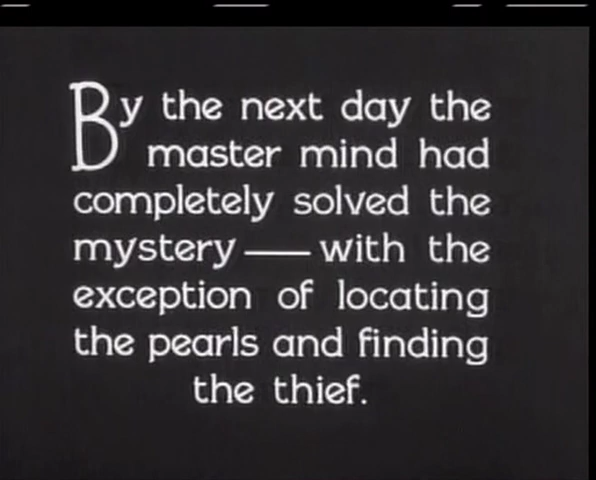 By the next day the
master mind had
completely solved the
mystery — with the
exception of locating
the pearls and finding
the thief.